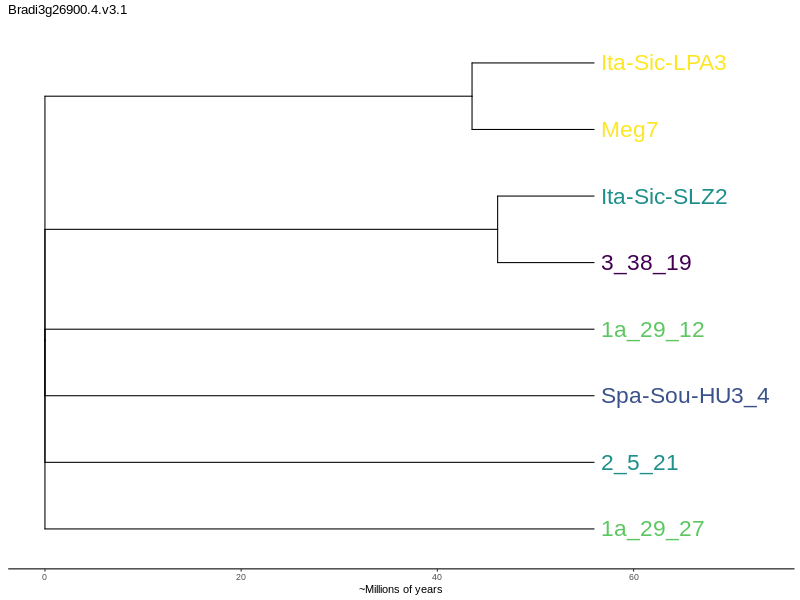 Bradi3g26900.4.v3.1
Ita-Sic-LPA3
Meg7
Ita-Sic-SLZ2
3_38_19
1a_29_12
Spa-Sou-HU3_4
2_5_21
1a_29_27
0 20 40 60
~Millions of years